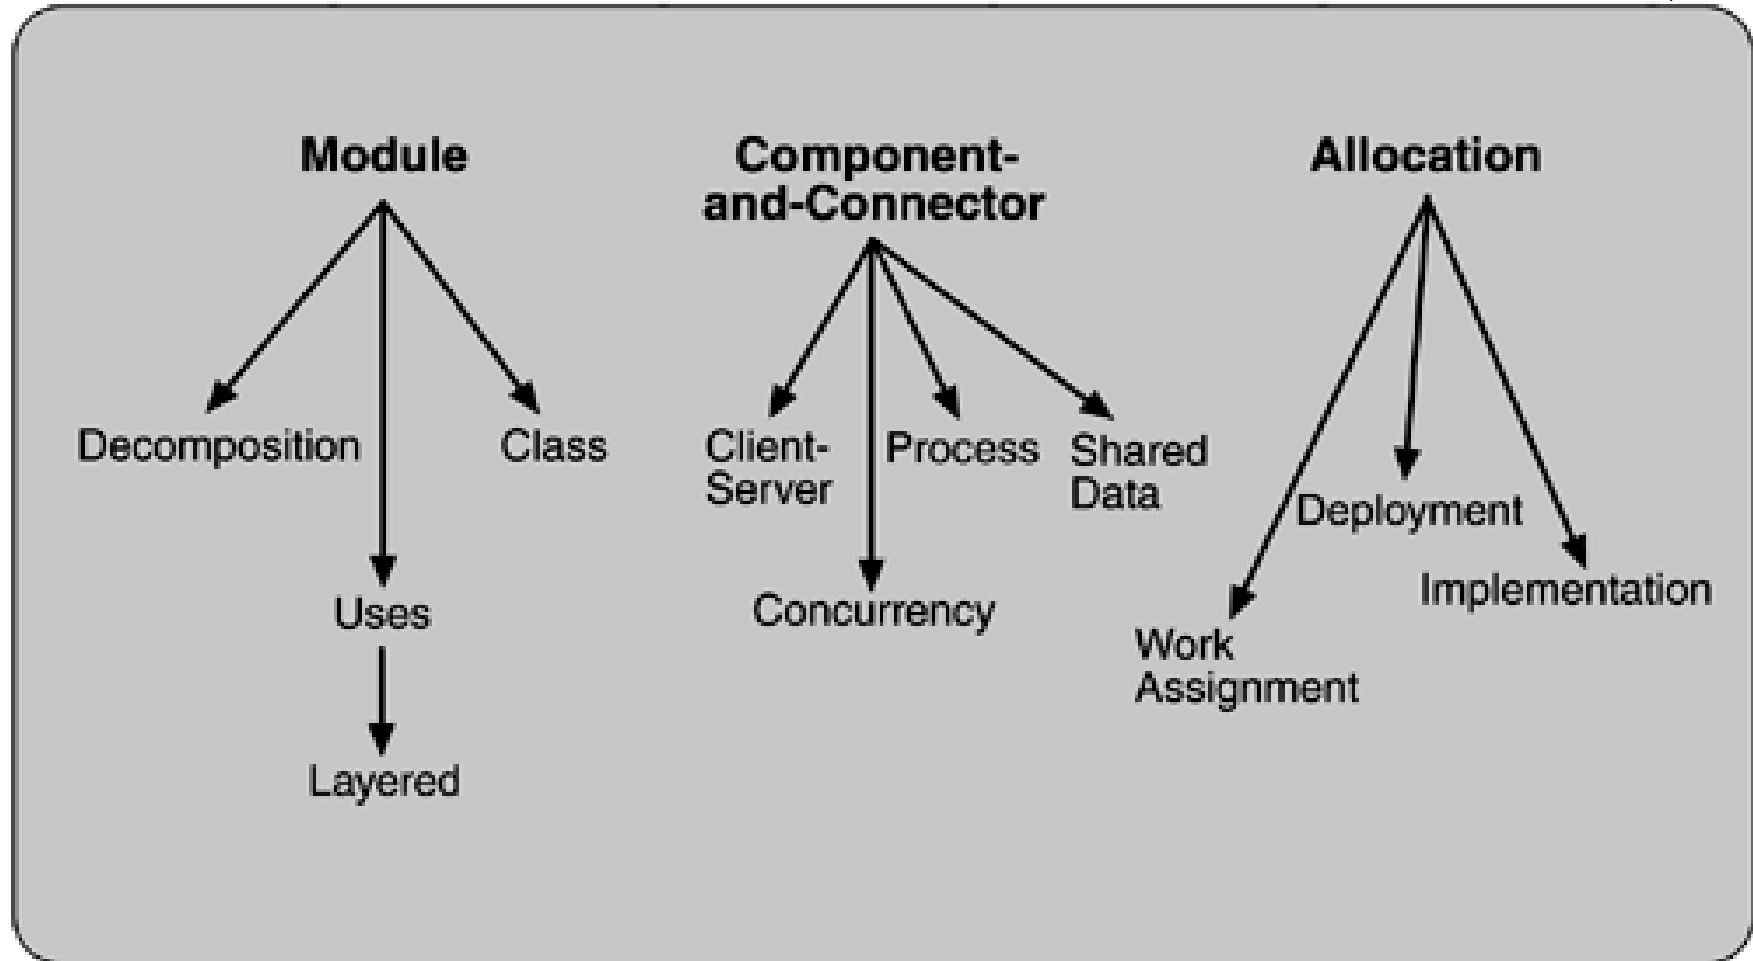 Module
Component-
and-Connector
Allocation
Decomposition
Class
Client-
Server
Process
Shared
Data
Deployment
Uses
Concurrency
Implementation
Work
Assignment
Layered